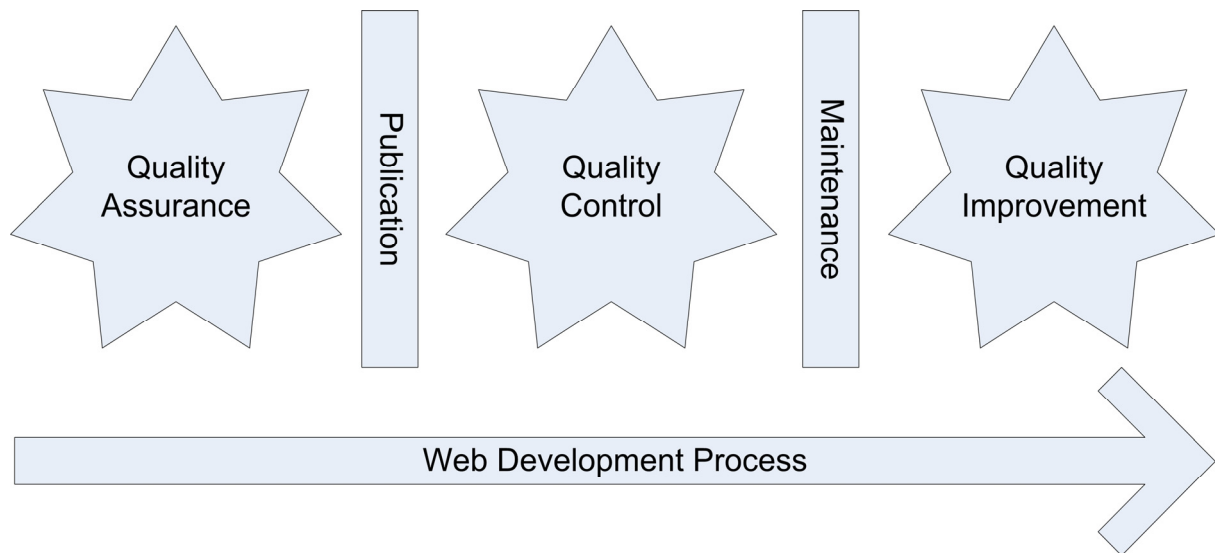 Quality
Assurance
Publication
Quality
Control
Maintenance
Quality
Improvement
Web Development Process